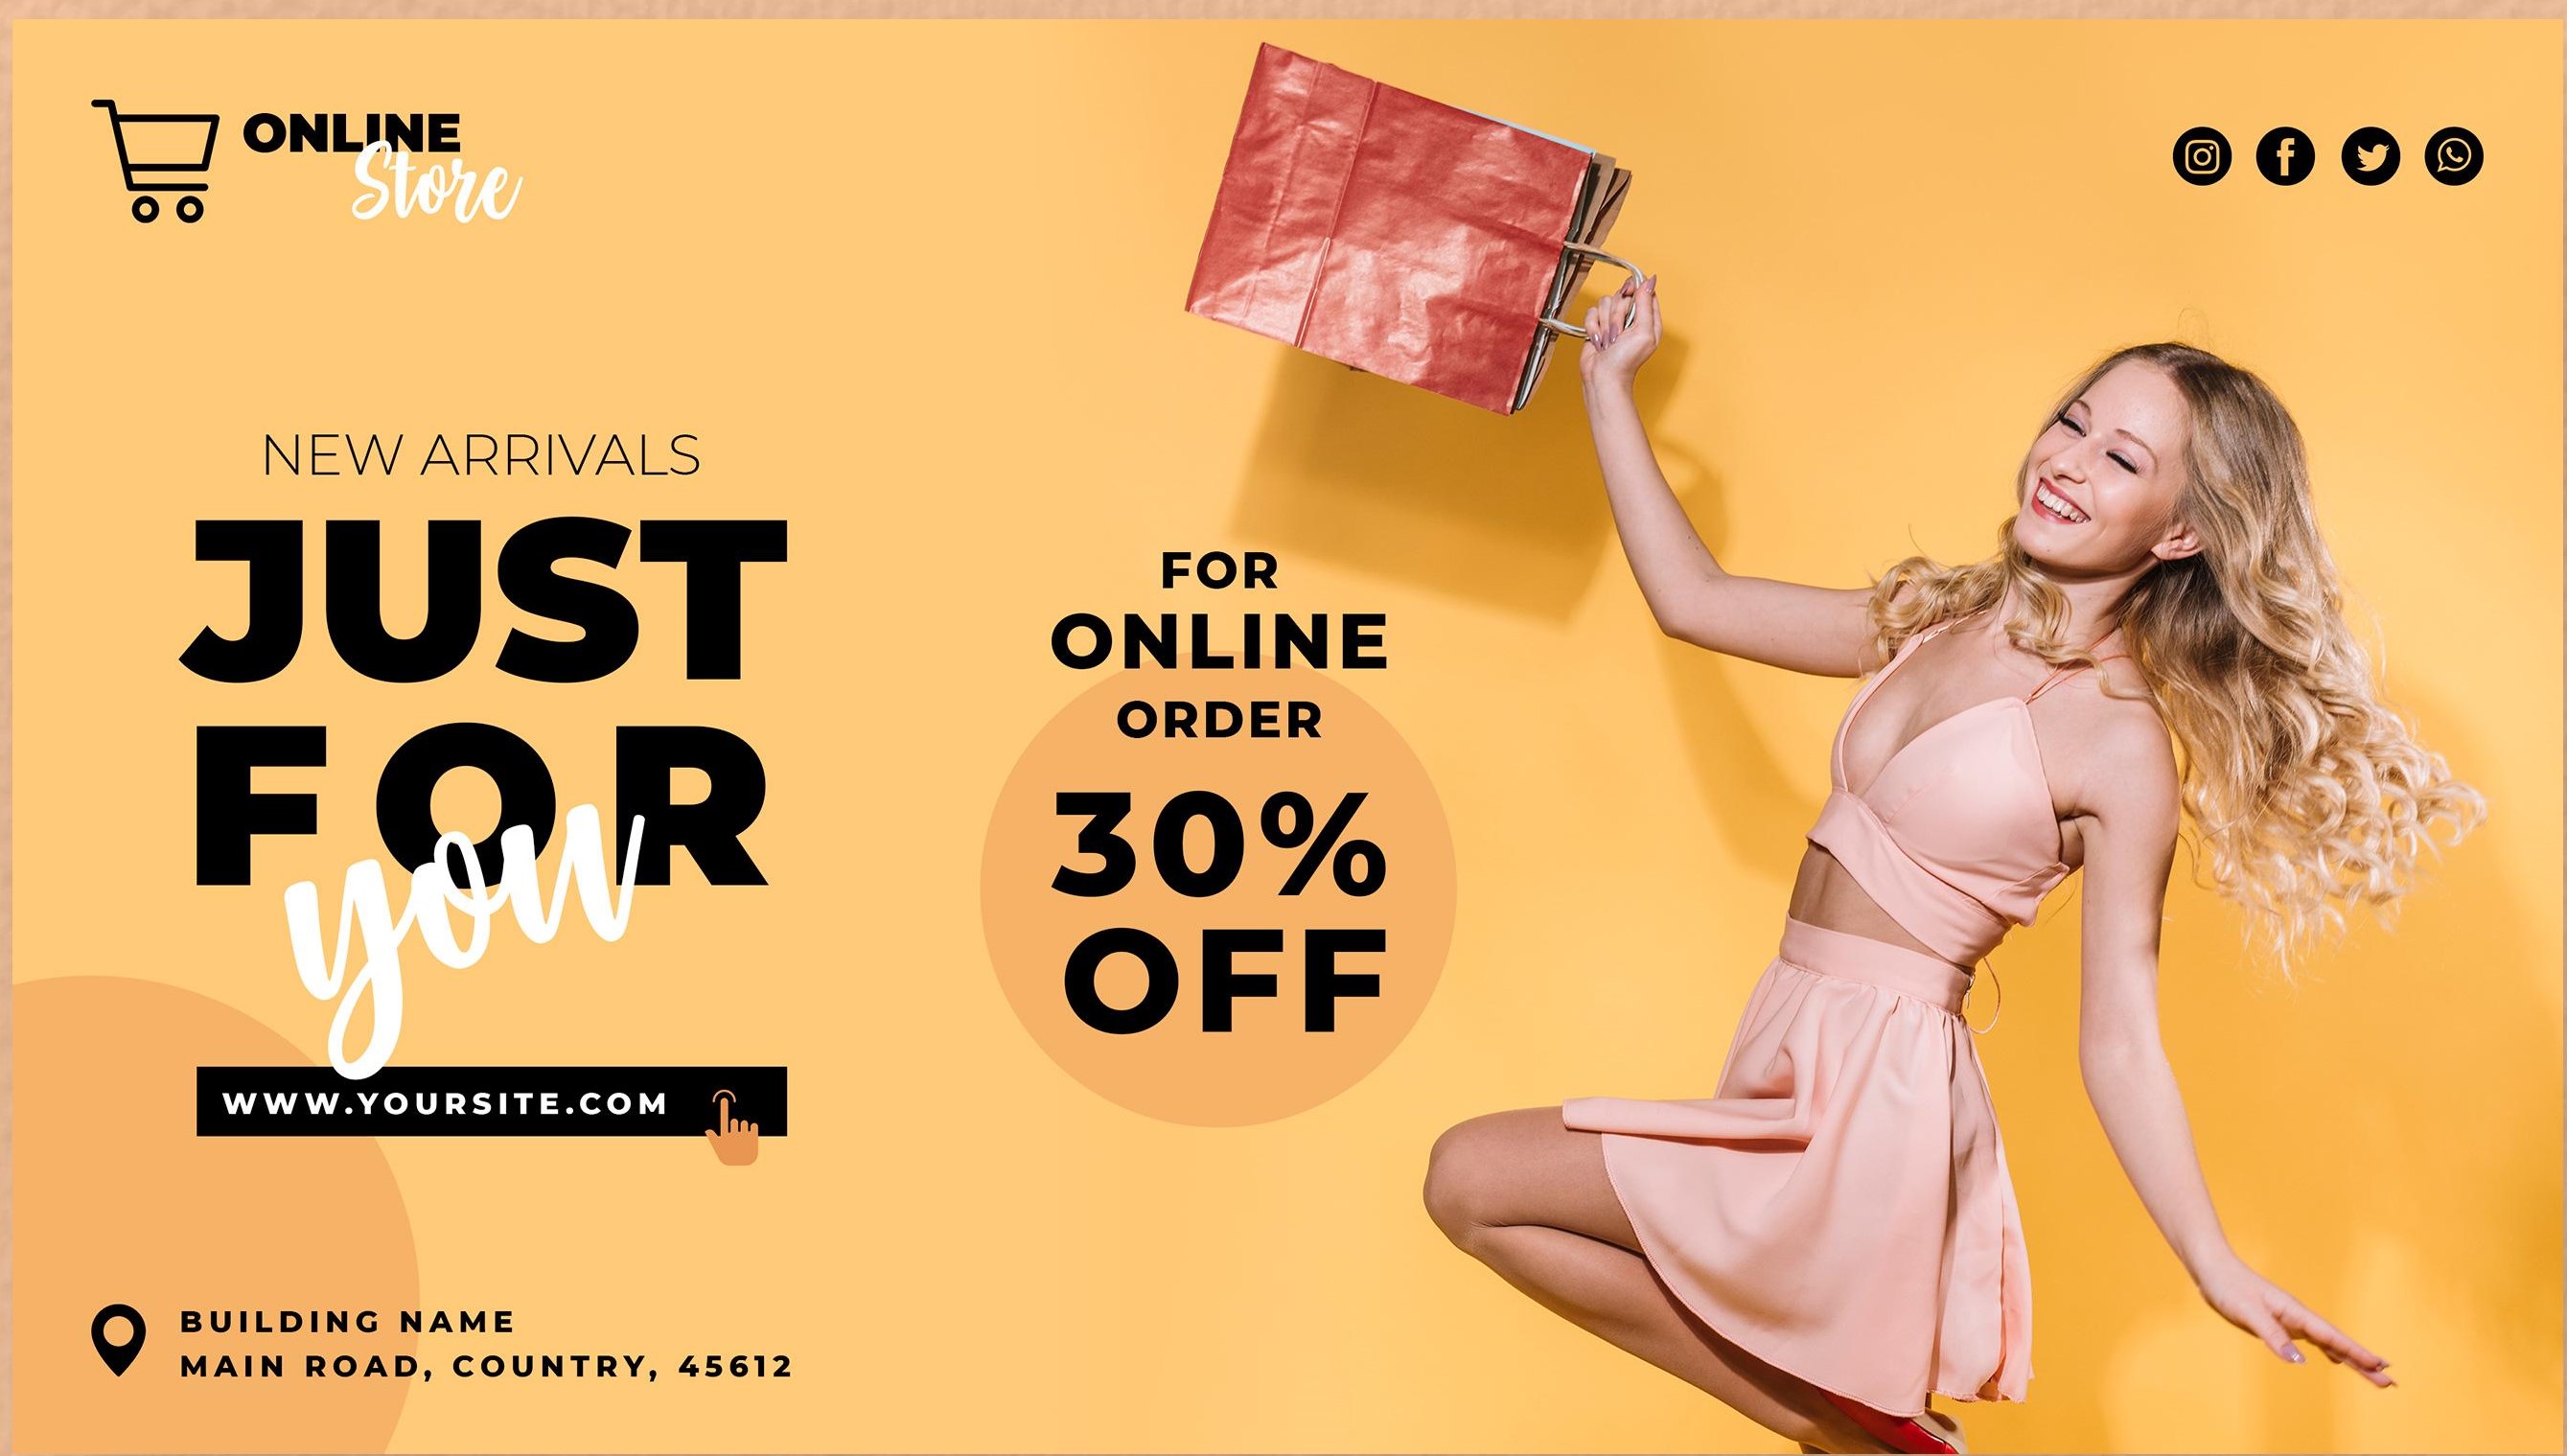 ONLINE
Store
NEW ARRIVALS
JUST
FOR
you
WWW.YOURSITE.COM
FOR
ONLINE
ORDER
30%
OFF
BUILDING NAME
MAIN ROAD, COUNTRY, 45612